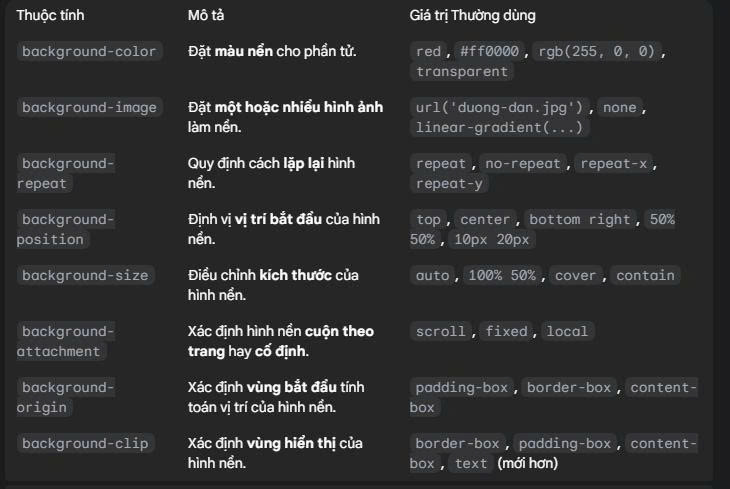 Thuộc tính Mô tả Giá trị Thường dùng
background-color Đặt màu nền cho phần tử. red, #ff0000, rgb(255, 0, 0),
transparent
background-image Đặt một hoặc nhiều hình ảnh url('duong-dan.jpg'), none,
làm nền. linear-gradient(...)
background- Quy định cách lặp lại hình repeat, no-repeat, repeat-x,
repeat nền. repeat-y
background- Định vị vị trí bắt đầu của hình top, center, bottom right, 50%
position nền. 50%, 10px 20px
background-size Điều chỉnh kích thước của auto, 100% 50%, cover, contain
hình nền.
background- Xác định hình nền cuộn theo scroll, fixed, local
attachment trang hay cố định.
background- Xác định vùng bắt đầu tính padding-box, border-box, content-
origin toán vị trí của hình nền. box
background-clip Xác định vùng hiển thị của border-box, padding-box, content-
hình nền. box, text (mới hơn)